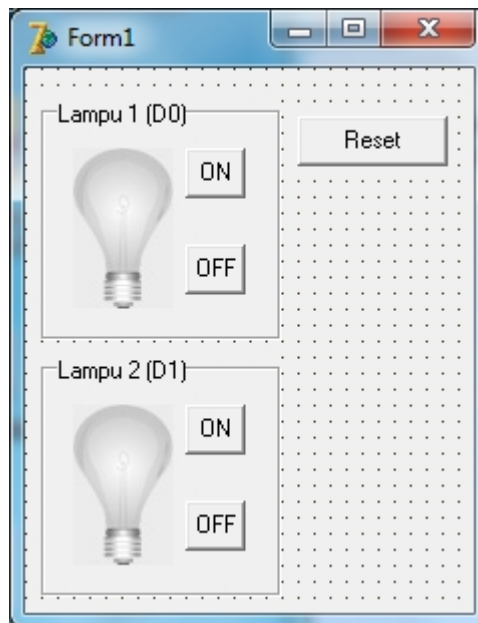 Form1
Lampu 1 (D0)
ON
OFF
Reset
Lampu 2 (D1)
ON
OFF